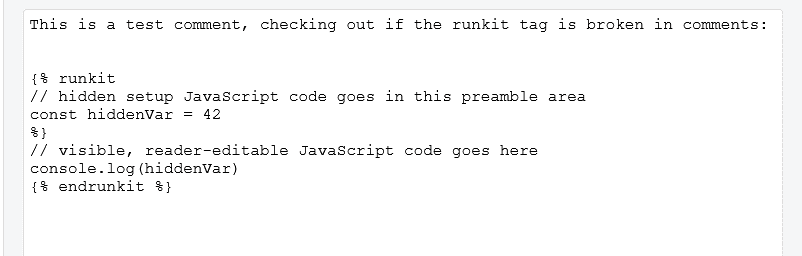 This is a test comment, checking out if the runkit tag is broken in comments:
{% runkit
// hidden setup JavaScript code goes in this preamble area
const hiddenVar = 42
%}
// visible, reader-editable JavaScript code goes here
console.log(hiddenVar)
{% endrunkit %}